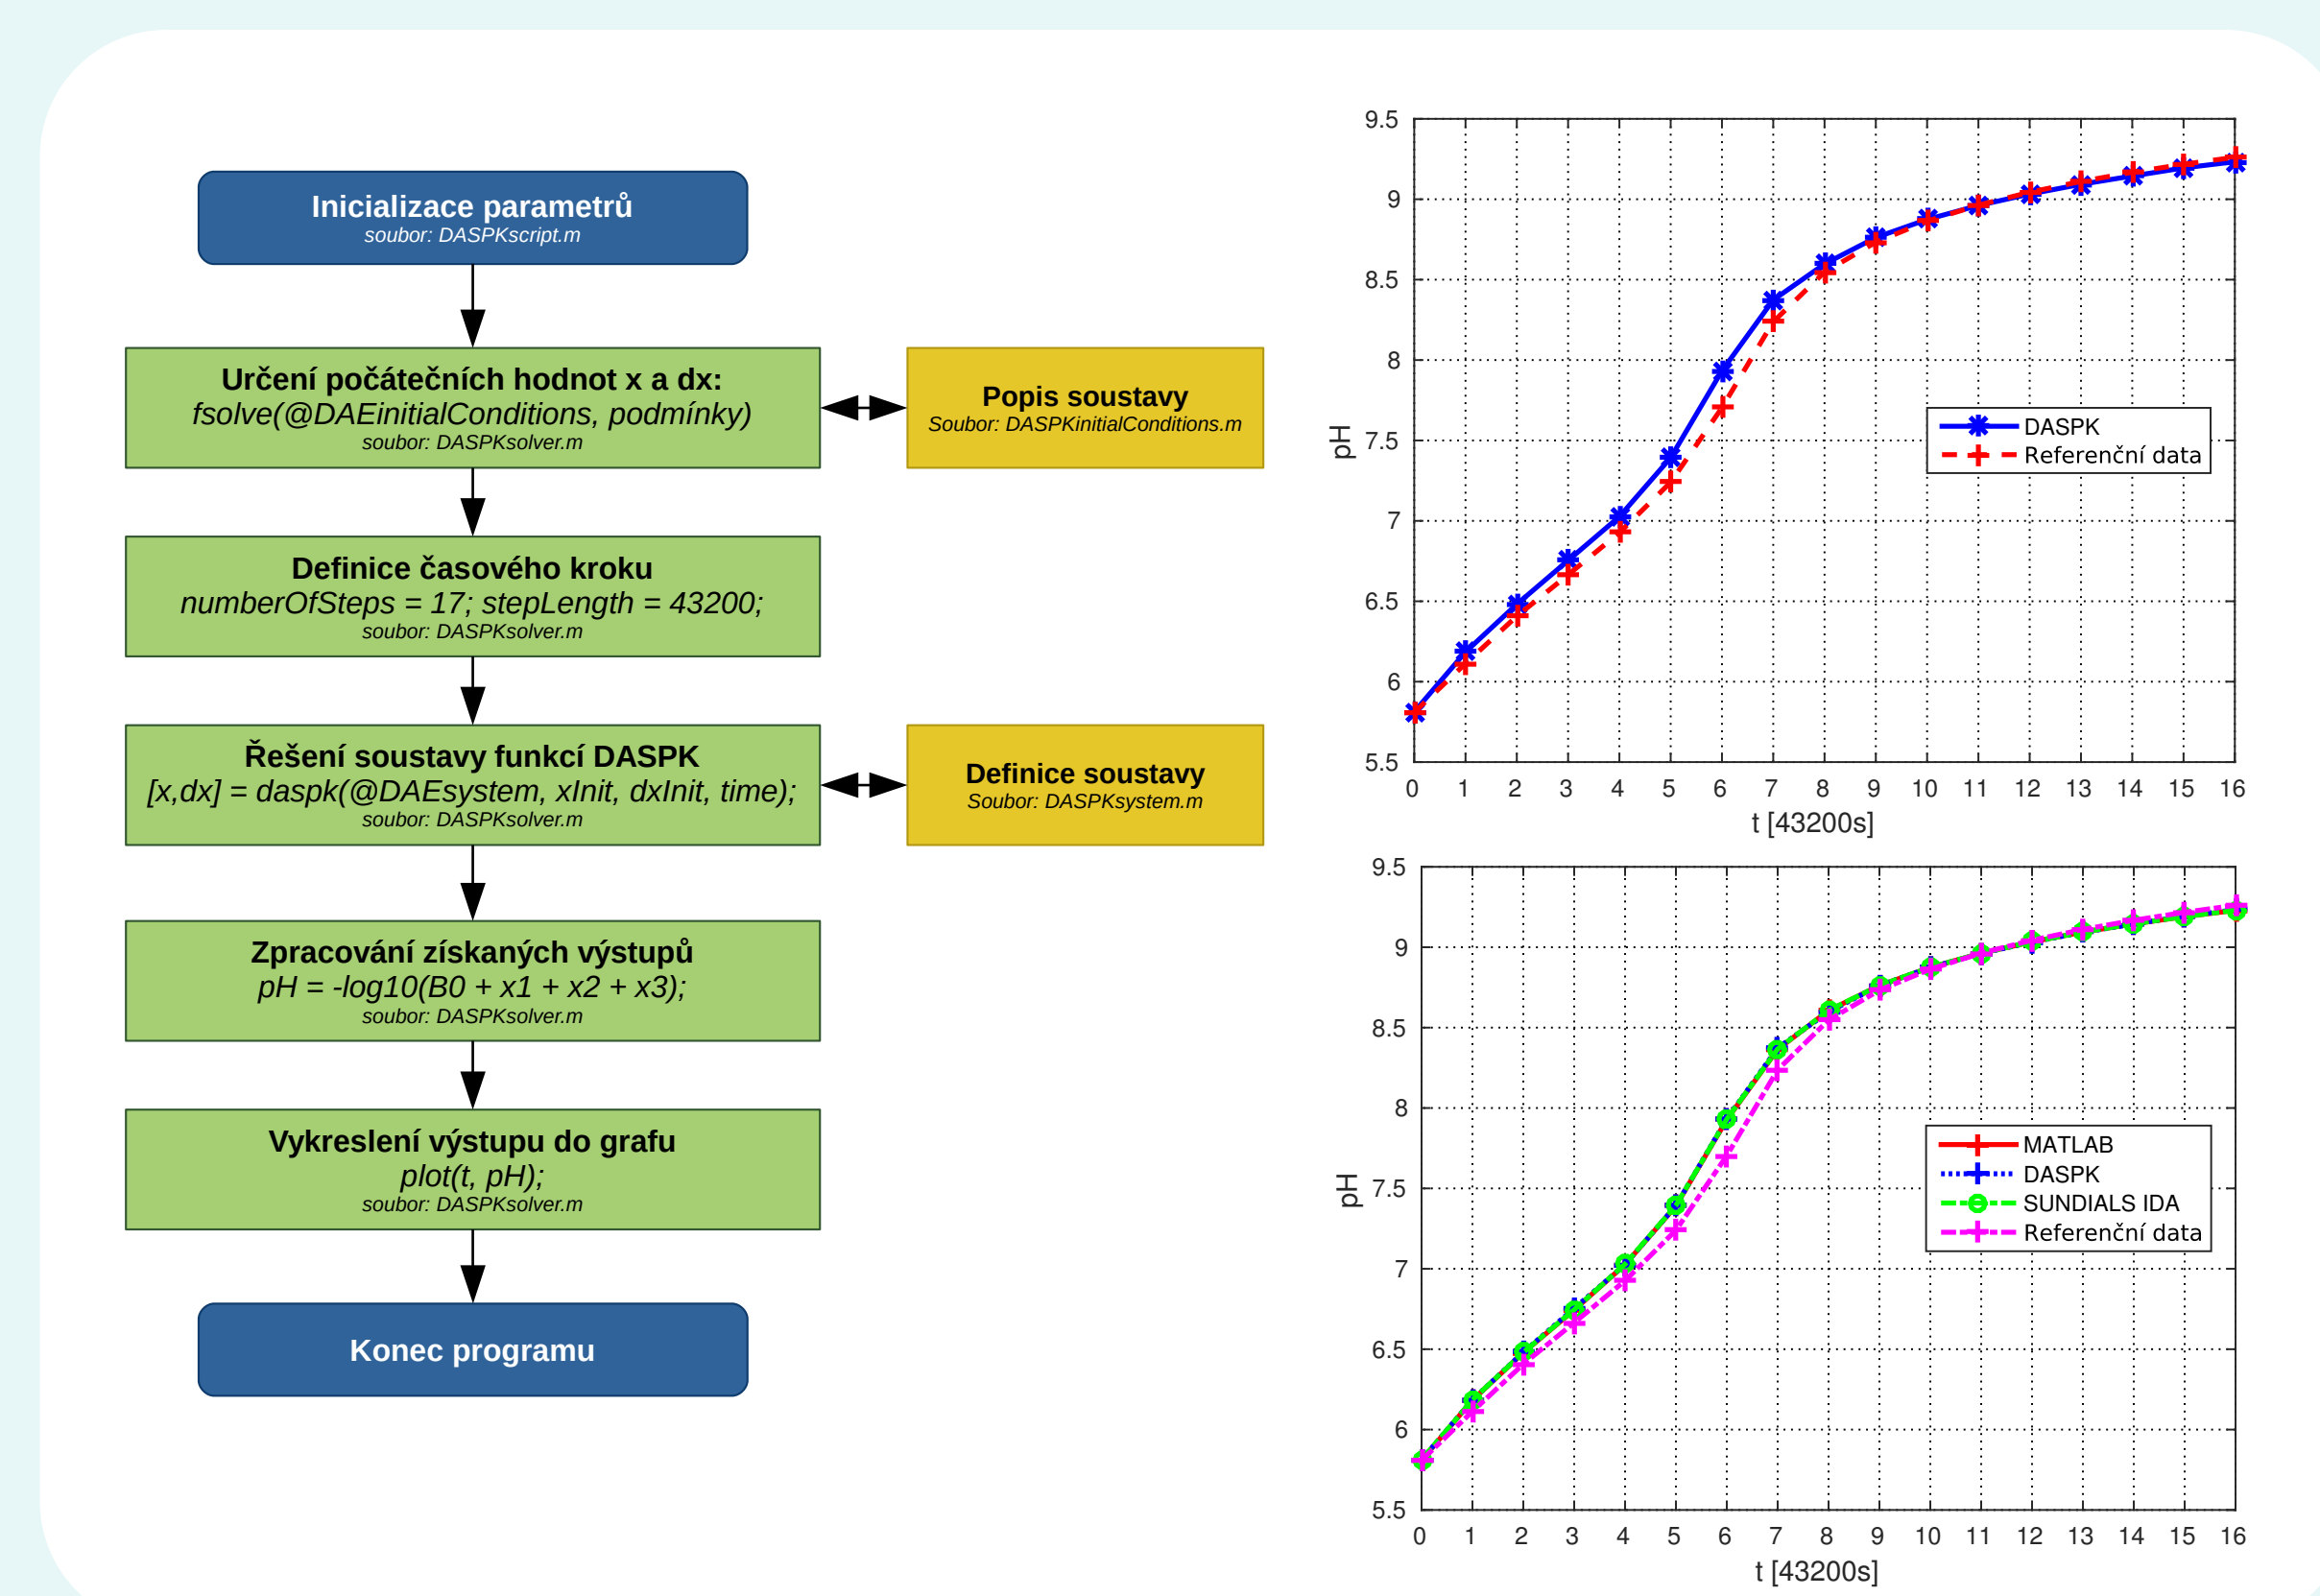 Inicializace parametrů
soubor: DASPKscript.m
Určení počátečních hodnot x a dx:
fsolve(@DAEinitialConditions, podmínky)
soubor: DASPKsolver.m
Popis soustavy
Soubor: DASPKinitialConditions.m
Definice časového kroku
numberOfSteps = 17; stepLength = 43200;
soubor: DASPKsolver.m
Řešení soustavy funkcí DASPK
[x,dx] = daspk(@DAEsystem, xInit, dxInit, time);
soubor: DASPKsolver.m
Definice soustavy
Soubor: DASPKsystem.m
Zpracování získaných výstupů
pH = -log10(B0 + x1 + x2 + x3);
soubor: DASPKsolver.m
Vykreslení výstupu do grafu
plot(t, pH);
soubor: DASPKsolver.m
Konec programu
9.5
9
8.5
8
7.5
7
6.5
6
5.5
pH
DASPK
Referenční data
0 1 2 3 4 5 6 7 8 9 10 11 12 13 14 15 16
t [43200s]
9.5
9
8.5
8
7.5
7
6.5
6
5.5
pH
MATLAB
DASPK
SUNDIALS IDA
Referenční data
0 1 2 3 4 5 6 7 8 9 10 11 12 13 14 15 16
t [43200s]